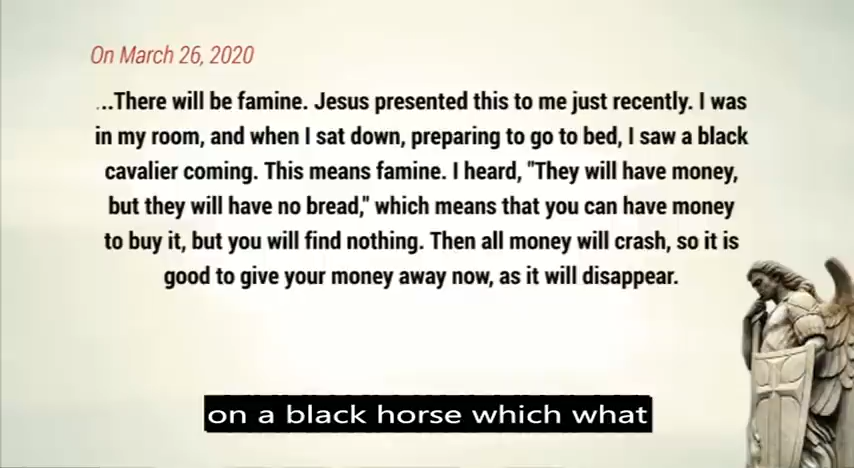 On March 26, 2020
...There will be famine. Jesus presented this to me just recently. I was
in my room, and when I sat down, preparing to go to bed, I saw a black
cavalier coming. This means famine. I heard, "They will have money,
but they will have no bread," which means that you can have money
to buy it, but you will find nothing. Then all money will crash, so it is
good to give your money away now, as it will disappear.
on a black horse which what